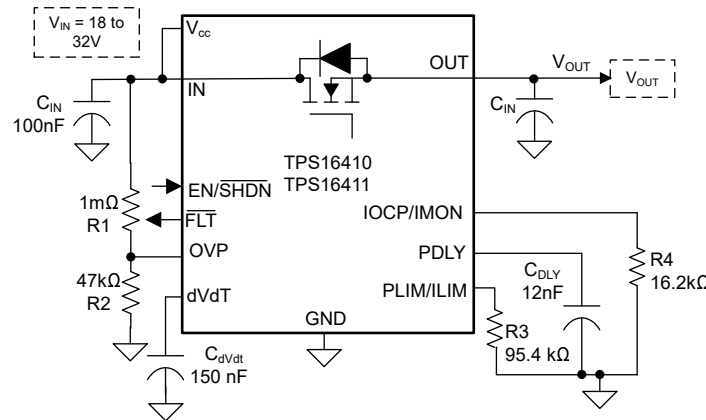 V_IN = 18 to
32V
V_cc
IN
OUT
V_OUT
V_OUT
C_IN
100nF
C_IN
TPS16410
TPS16411
EN/S̅H̅D̅N̅
1mΩ
R1
F̅L̅T̅
IOCP/IMON
OVP
PDLY
R4
16.2kΩ
47kΩ
R2
dVdT
C_DLY
12nF
PLIM/ILIM
GND
R3
95.4 kΩ
C_dVdt
150 nF